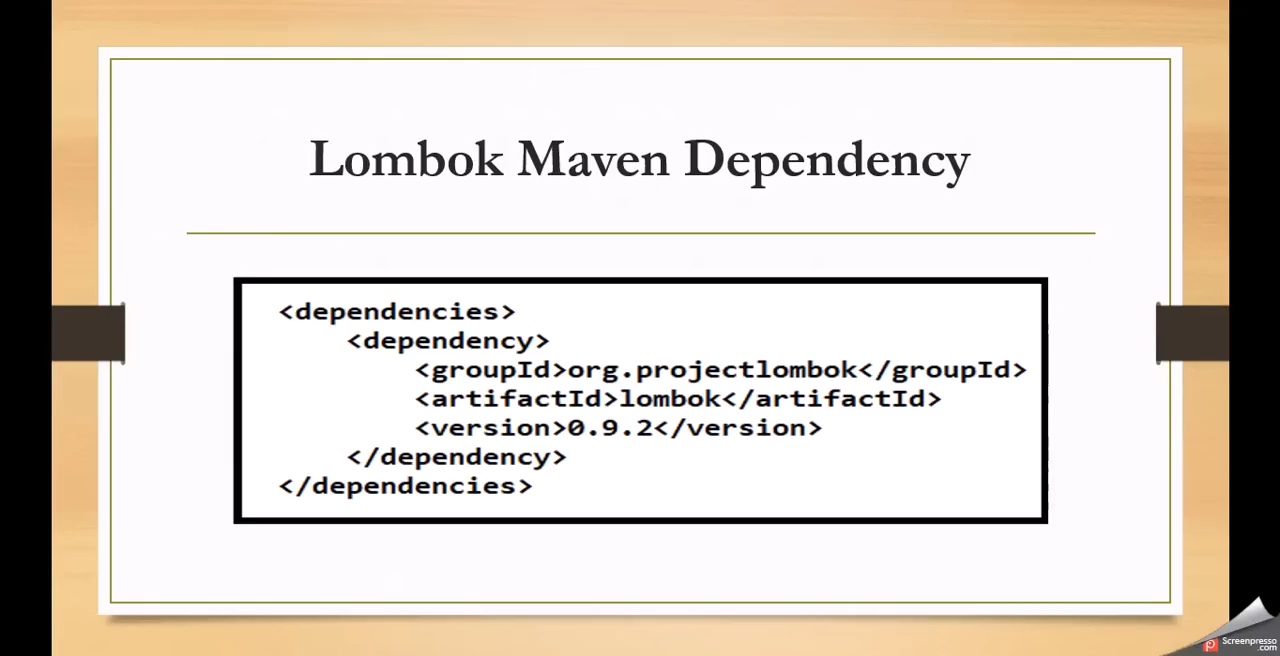 Lombok Maven Dependency
<dependencies>
<dependency>
<groupId>org.projectlombok</groupId>
<artifactId>lombok</artifactId>
<version>0.9.2</version>
</dependency>
</dependencies>
Screenpresso
.com